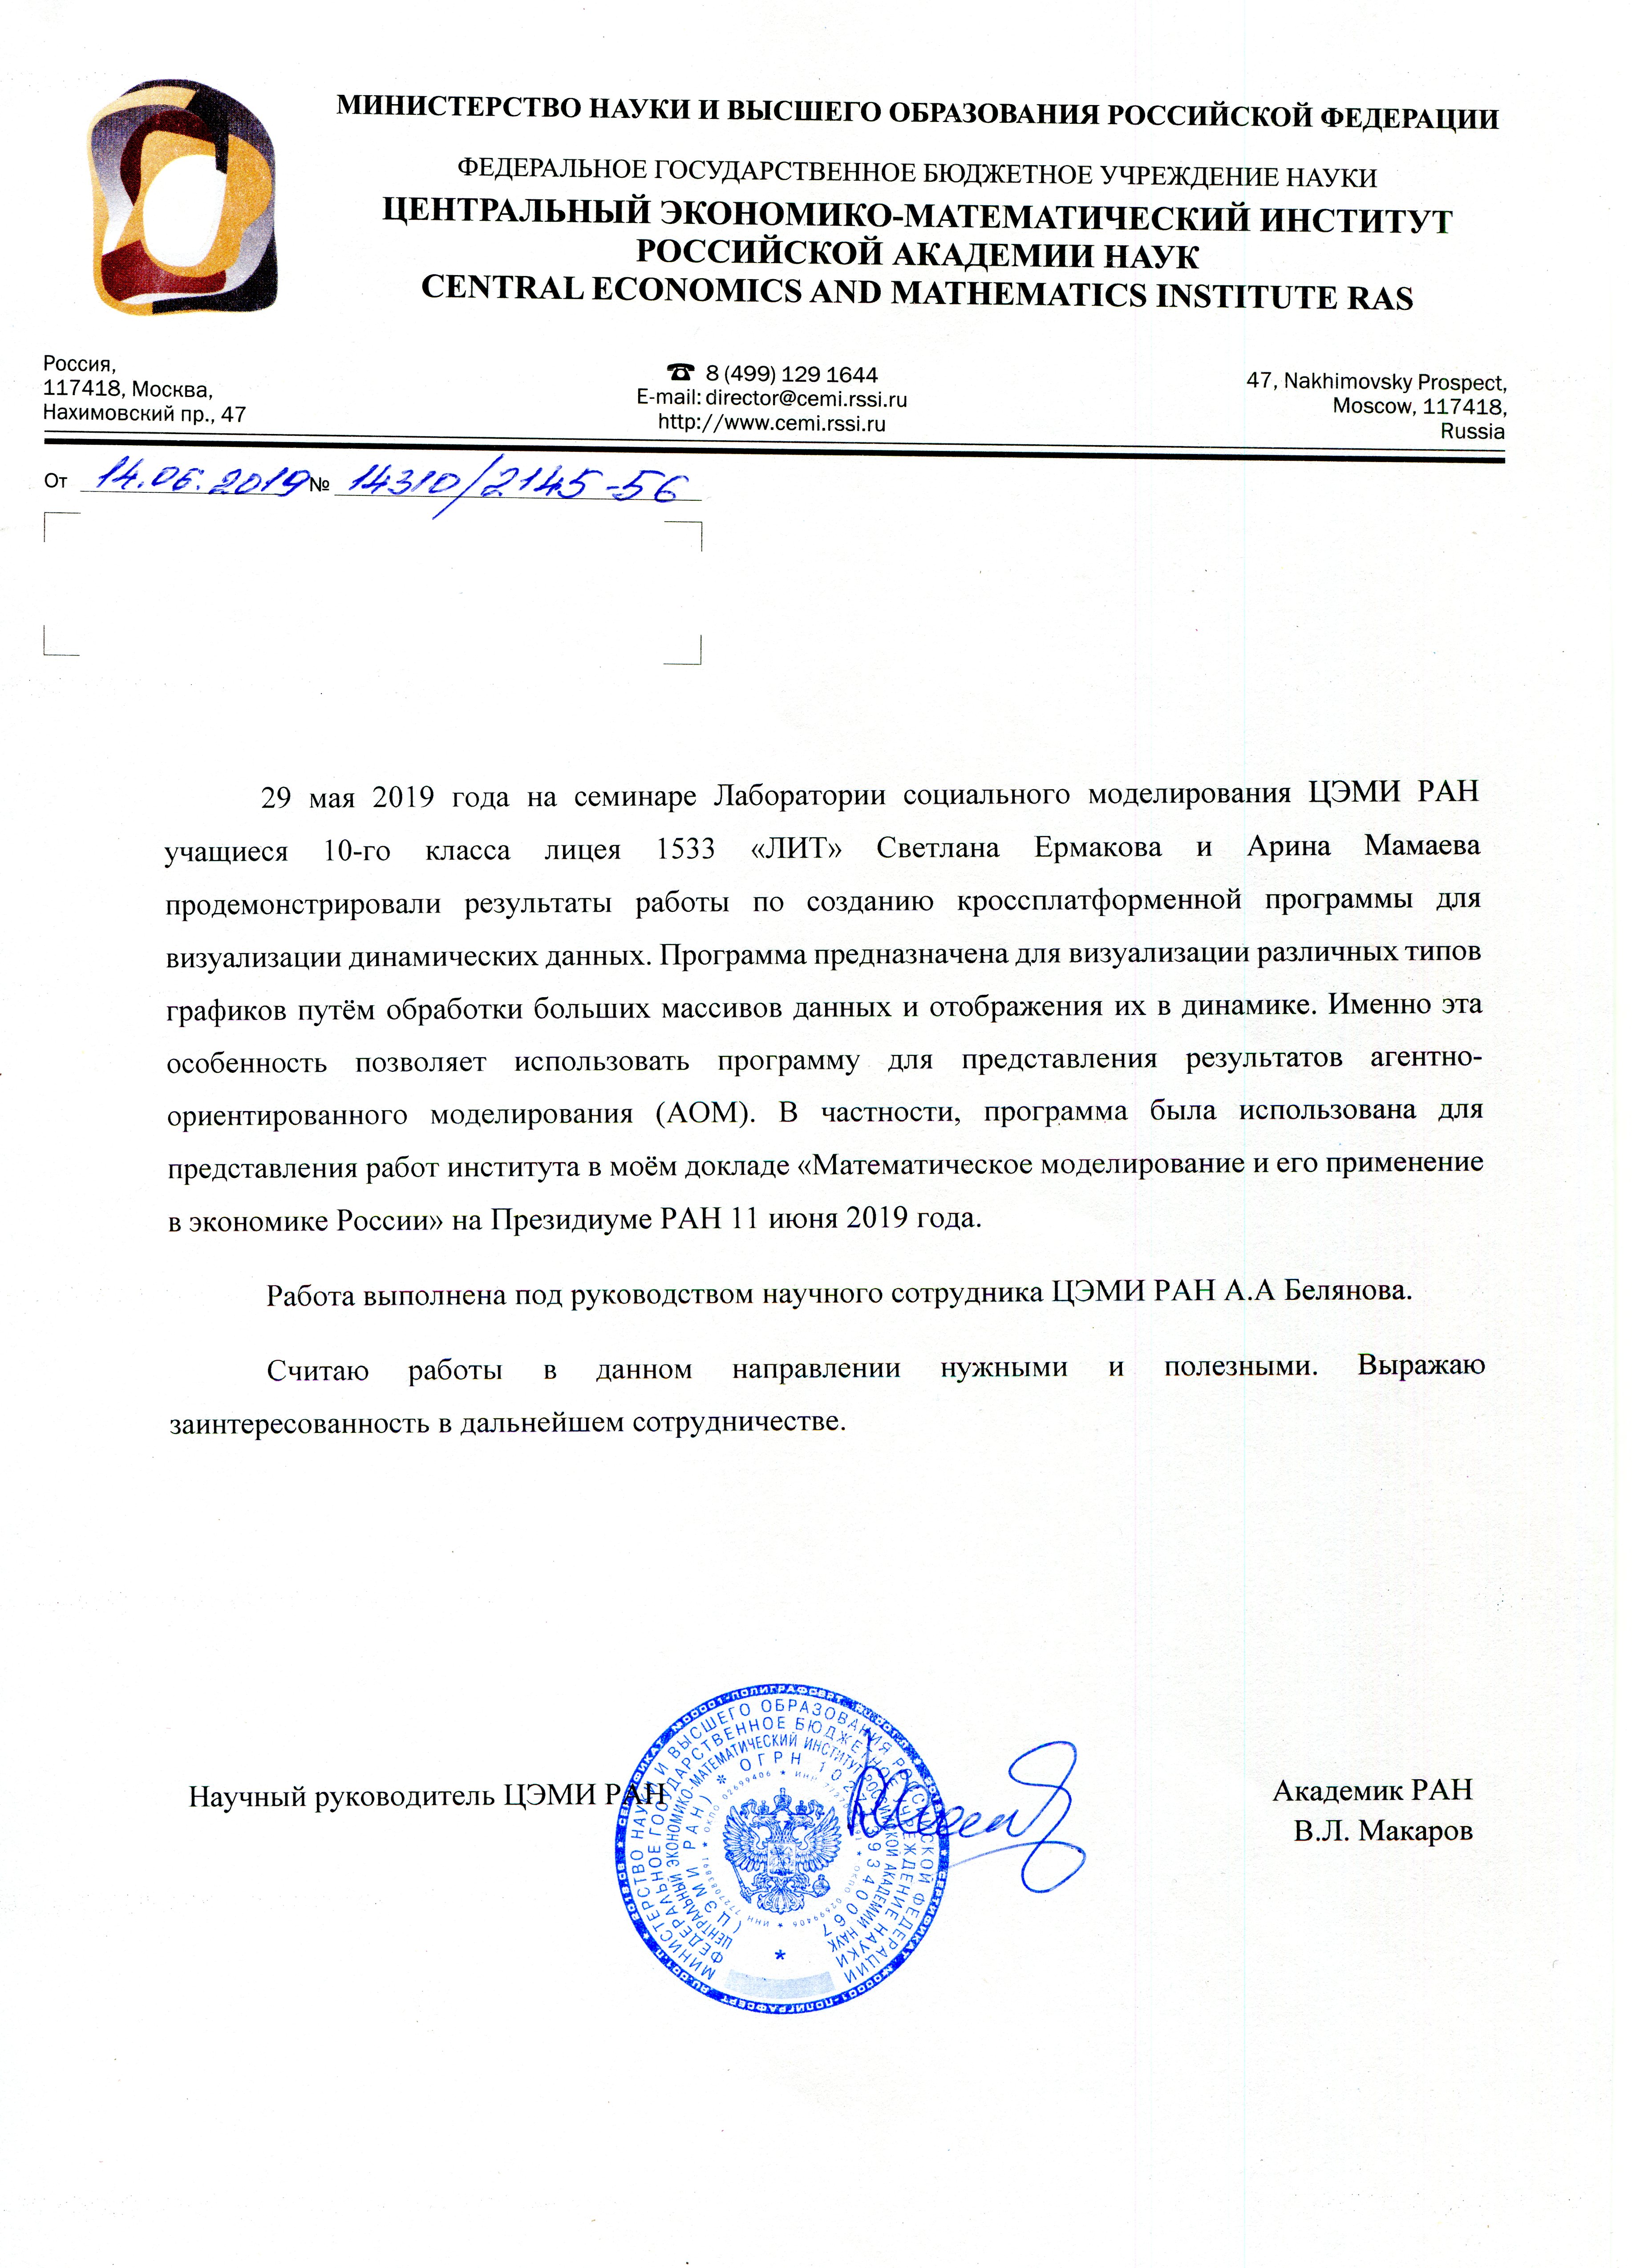 МИНИСТЕРСТВО НАУКИ И ВЫСШЕГО ОБРАЗОВАНИЯ РОССИЙСКОЙ ФЕДЕРАЦИИ
ФЕДЕРАЛЬНОЕ ГОСУДАРСТВЕННОЕ БЮДЖЕТНОЕ УЧРЕЖДЕНИЕ НАУКИ
ЦЕНТРАЛЬНЫЙ ЭКОНОМИКО-МАТЕМАТИЧЕСКИЙ ИНСТИТУТ
РОССИЙСКОЙ АКАДЕМИИ НАУК
CENTRAL ECONOMICS AND MATHEMATICS INSTITUTE RAS
Россия,
117418, Москва,
Нахимовский пр., 47
☎ 8 (499) 129 1644
E-mail: director@cemi.rssi.ru
http://www.cemi.rssi.ru
47, Nakhimovsky Prospect,
Moscow, 117418,
Russia
От 14.06.2019 № 14310/2145-56
29 мая 2019 года на семинаре Лаборатории социального моделирования ЦЭМИ РАН
учащиеся 10-го класса лицея 1533 «ЛИТ» Светлана Ермакова и Арина Мамаева
продемонстрировали результаты работы по созданию кроссплатформенной программы для
визуализации динамических данных. Программа предназначена для визуализации различных типов
графиков путём обработки больших массивов данных и отображения их в динамике. Именно эта
особенность позволяет использовать программу для представления результатов агентно-
ориентированного моделирования (АОМ). В частности, программа была использована для
представления работ института в моём докладе «Математическое моделирование и его применение
в экономике России» на Президиуме РАН 11 июня 2019 года.
Работа выполнена под руководством научного сотрудника ЦЭМИ РАН А.А Белянова.
Считаю работы в данном направлении нужными и полезными. Выражаю
заинтересованность в дальнейшем сотрудничестве.
Научный руководитель ЦЭМИ РАН
Академик РАН
В.Л. Макаров
МИНИСТЕРСТВО НАУКИ И ВЫСШЕГО ОБРАЗОВАНИЯ РОССИЙСКОЙ ФЕДЕРАЦИИ
ФЕДЕРАЛЬНОЕ ГОСУДАРСТВЕННОЕ БЮДЖЕТНОЕ УЧРЕЖДЕНИЕ НАУКИ
ЦЕНТРАЛЬНЫЙ ЭКОНОМИКО-МАТЕМАТИЧЕСКИЙ ИНСТИТУТ РОССИЙСКОЙ АКАДЕМИИ НАУК
(ЦЭМИ РАН) * ОГРН